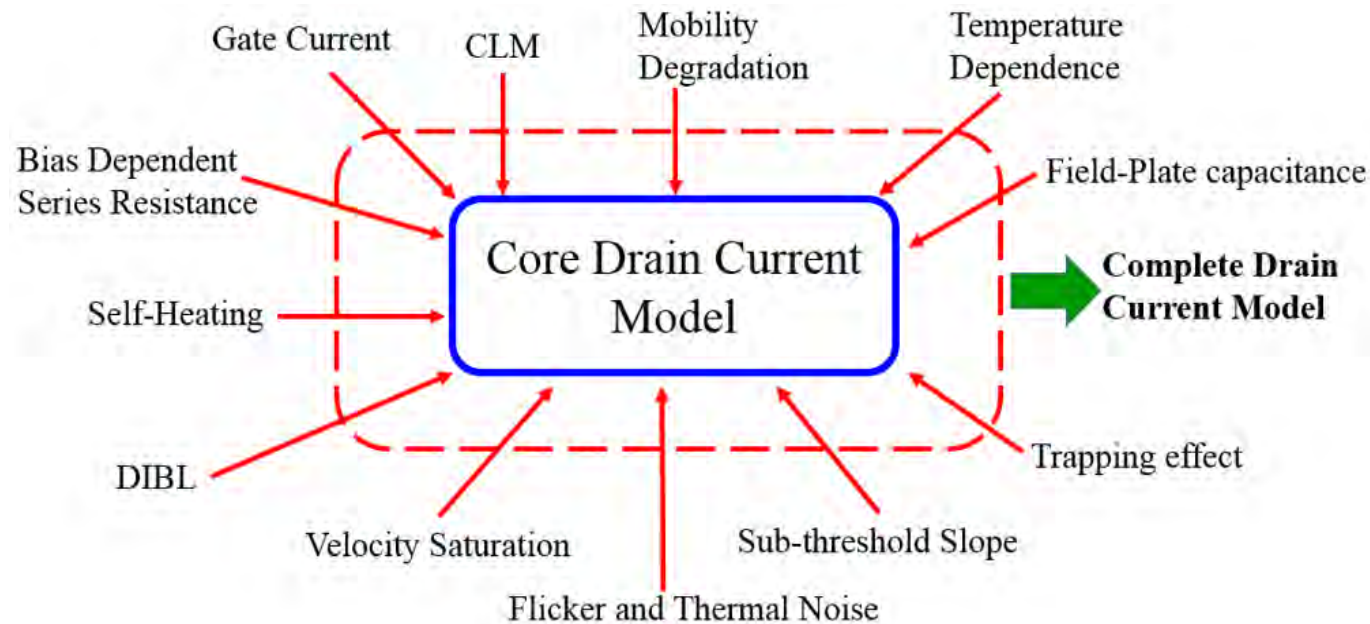 Gate Current
CLM
Mobility
Degradation
Temperature
Dependence
Bias Dependent
Series Resistance
Field-Plate capacitance
Core Drain Current
Model
Complete Drain
Current Model
Self-Heating
DIBL
Trapping effect
Velocity Saturation
Sub-threshold Slope
Flicker and Thermal Noise